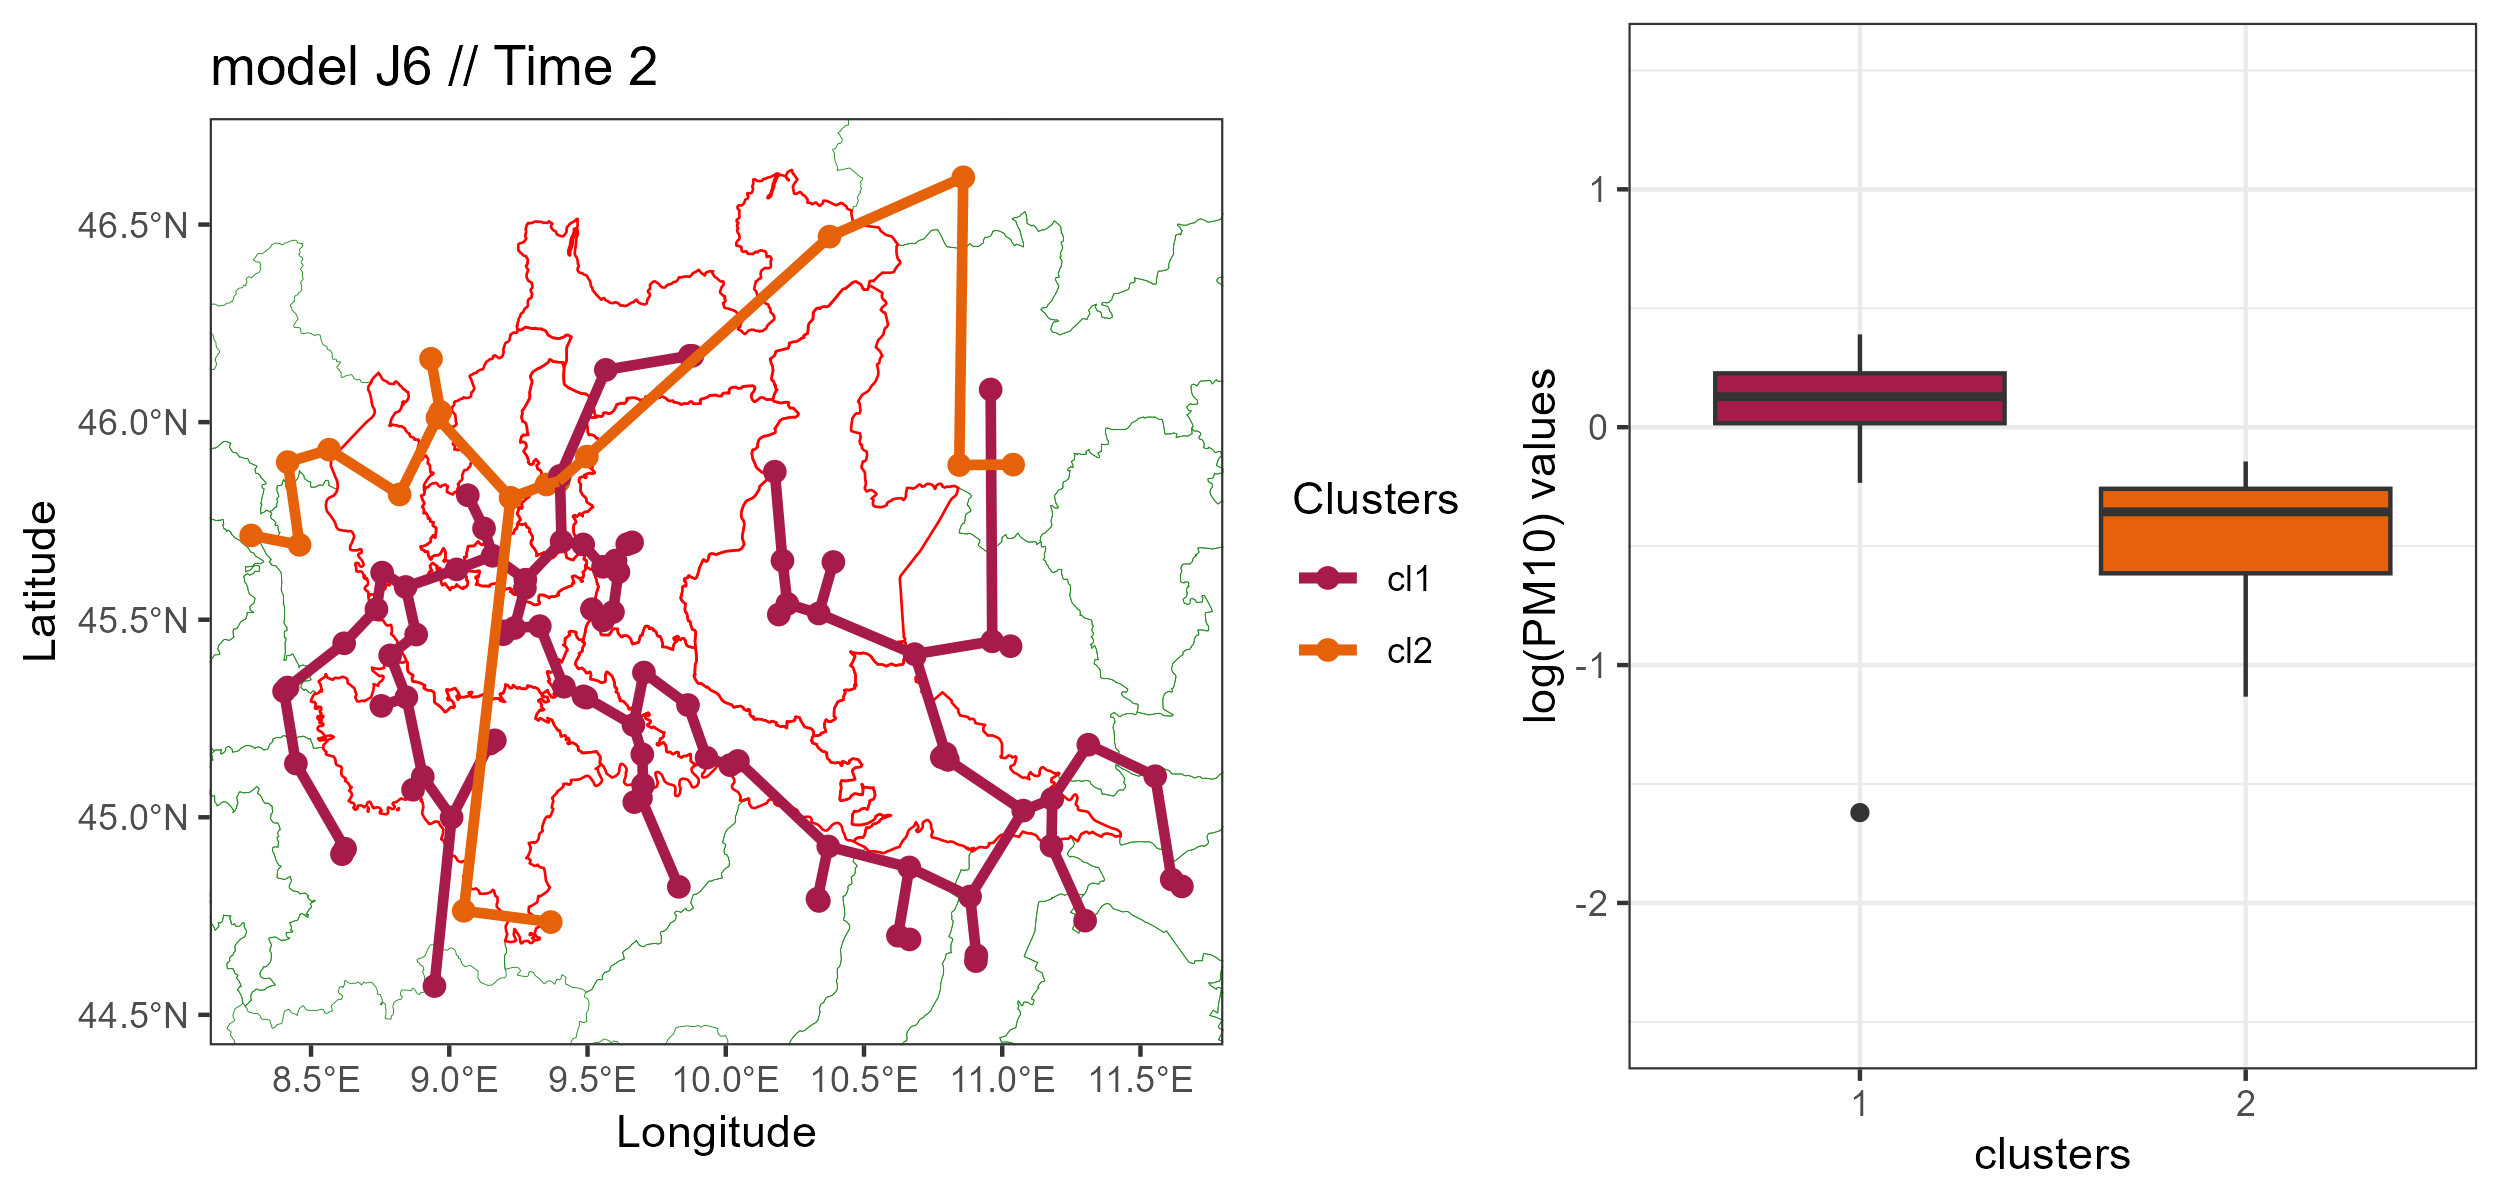 model J6 // Time 2
46.5°N
46.0°N
45.5°N
45.0°N
44.5°N
Latitude
8.5°E 9.0°E 9.5°E 10.0°E 10.5°E 11.0°E 11.5°E
Longitude
Clusters
cl1
cl2
log(PM10) values
1
0
-1
-2
1 2
clusters